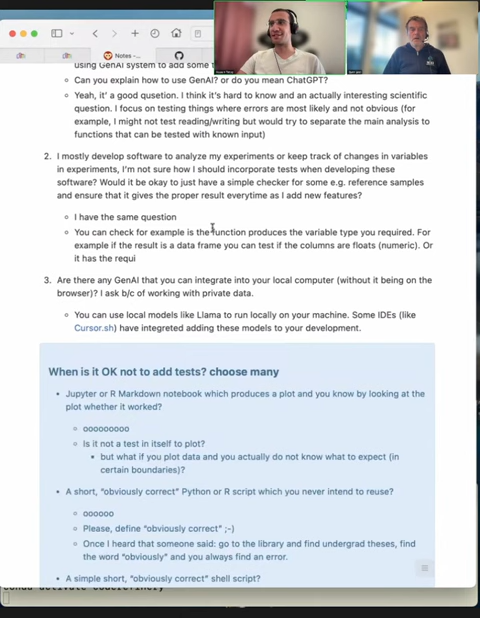 Notes -...
using GenAI system to add some t
Can you explain how to use GenAI? or do you mean ChatGPT?
Yeah, it' a good qusetion. I think it's hard to know and an actually interesting scientific
question. I focus on testing things where errors are most likely and not obvious (for
example, I might not test reading/writing but would try to separate the main analysis to
functions that can be tested with known input)
2. I mostly develop software to analyze my experiments or keep track of changes in variables
in experiments, I'm not sure how I should incorporate tests when developing these
software? Would it be okay to just have a simple checker for some e.g. reference samples
and ensure that it gives the proper result everytime as I add new features?
I have the same question
You can check for example is the function produces the variable type you required. For
example if the result is a data frame you can test if the columns are floats (numeric). Or
it has the requi
3. Are there any GenAI that you can integrate into your local computer (without it being on the
browser)? I ask b/c of working with private data.
You can use local models like Llama to run locally on your machine. Some IDEs (like
Cursor.sh) have integreted adding these models to your development.
When is it OK not to add tests? choose many
Jupyter or R Markdown notebook which produces a plot and you know by looking at the
plot whether it worked?
ooooooooo
Is it not a test in itself to plot?
but what if you plot data and you actually do not know what to expect (in
certain boundaries)?
A short, "obviously correct" Python or R script which you never intend to reuse?
oooooo
Please, define "obviously correct" ;-)
Once I heard that someone said: go to the library and find undergrad theses, find
the word "obviously" and you always find an error.
A simple short, "obviously correct" shell script?